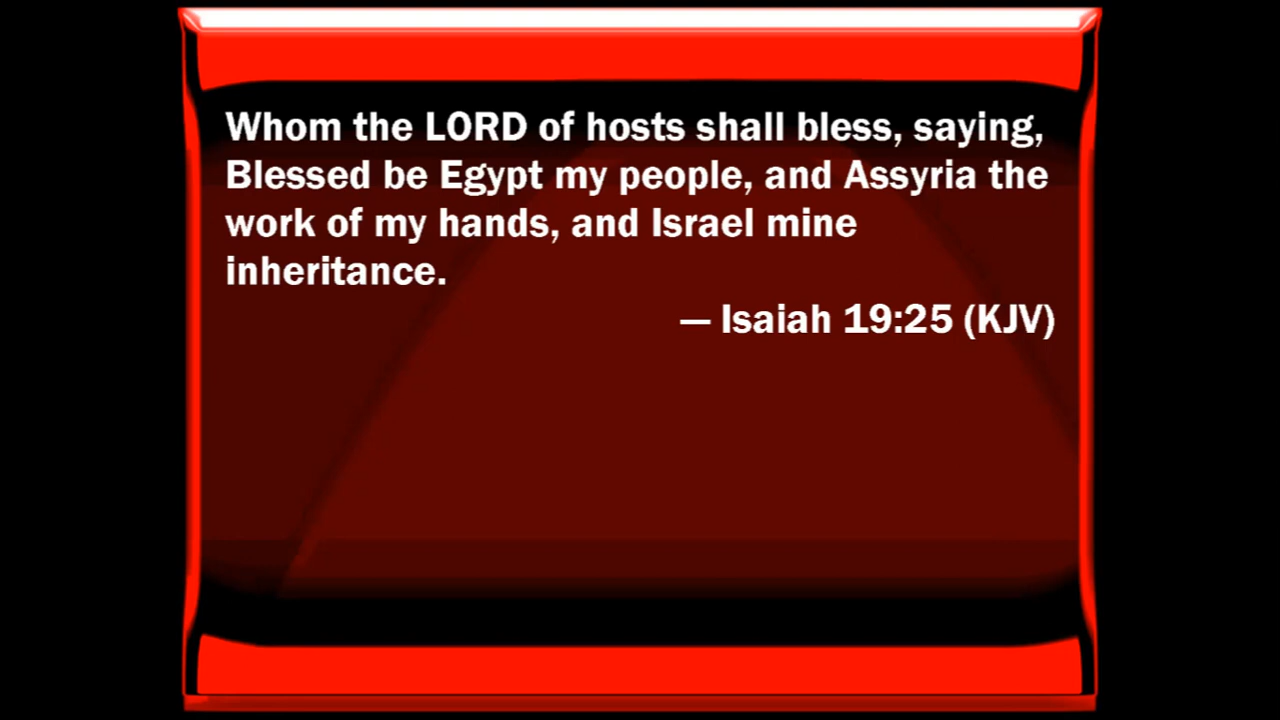 Whom the LORD of hosts shall bless, saying,
Blessed be Egypt my people, and Assyria the
work of my hands, and Israel mine
inheritance.
— Isaiah 19:25 (KJV)